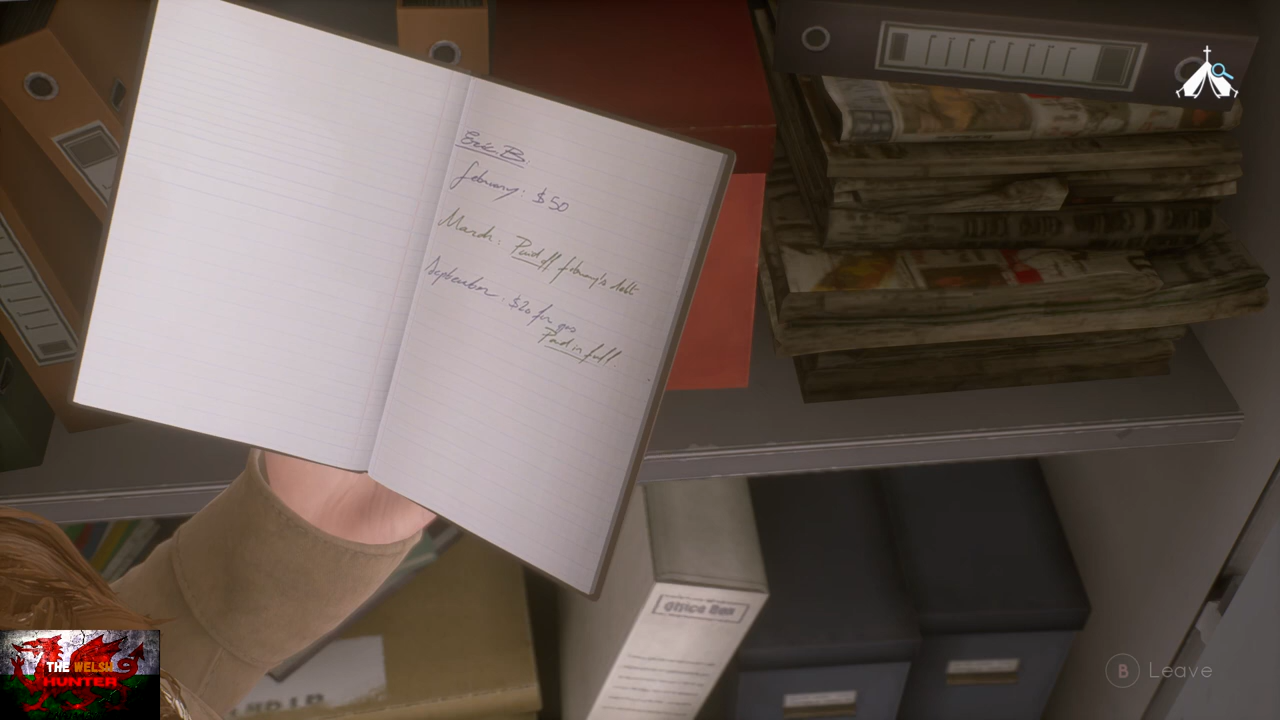 Eric. B.
February: $50
March: Paid off february's debt
September: $20 for gas
Paid in full
Office Box
B Leave
THE WELSH
HUNTER